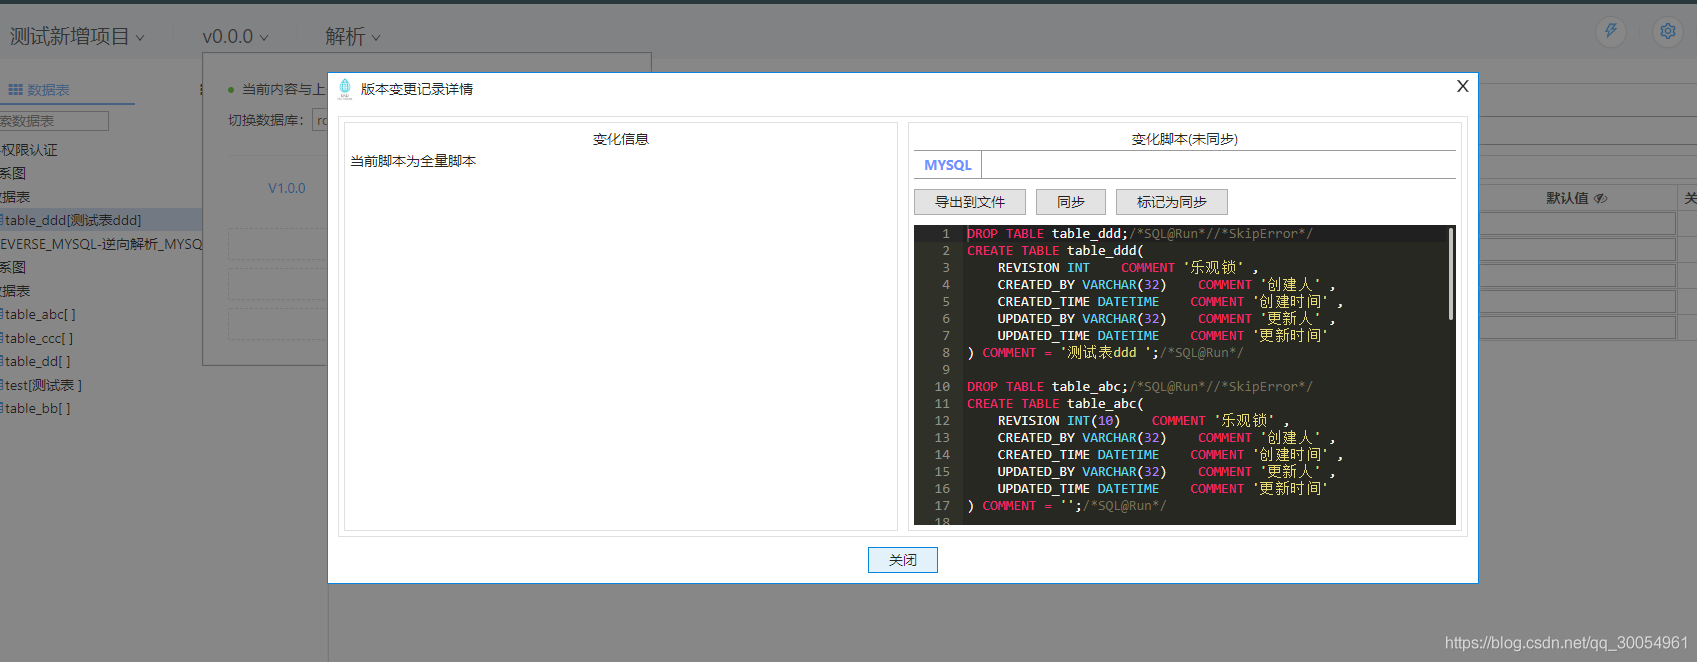 测试新增项目
v0.0.0
解析
数据表
当前内容与上
切换数据库:
V1.0.0
索数据表
权限认证
系图
据表
table_ddd[测试表ddd]
EVERSE_MYSQL-逆向解析_MYSQ
系图
据表
table_abc[ ]
table_ccc[ ]
table_dd[ ]
test[测试表 ]
table_bb[ ]
版本变更记录详情
X
变化信息
当前脚本为全量脚本
变化脚本(未同步)
MYSQL
导出到文件
同步
标记为同步
1 DROP TABLE table_ddd;/*SQL@Run*//*SkipError*/
2 CREATE TABLE table_ddd(
3 REVISION INT COMMENT '乐观锁' ,
4 CREATED_BY VARCHAR(32) COMMENT '创建人' ,
5 CREATED_TIME DATETIME COMMENT '创建时间' ,
6 UPDATED_BY VARCHAR(32) COMMENT '更新人' ,
7 UPDATED_TIME DATETIME COMMENT '更新时间'
8 ) COMMENT = '测试表ddd ';/*SQL@Run*/
9
10 DROP TABLE table_abc;/*SQL@Run*//*SkipError*/
11 CREATE TABLE table_abc(
12 REVISION INT(10) COMMENT '乐观锁' ,
13 CREATED_BY VARCHAR(32) COMMENT '创建人' ,
14 CREATED_TIME DATETIME COMMENT '创建时间' ,
15 UPDATED_BY VARCHAR(32) COMMENT '更新人' ,
16 UPDATED_TIME DATETIME COMMENT '更新时间'
17 ) COMMENT = '';/*SQL@Run*/
18
关闭
默认值
关
https://blog.csdn.net/qq_30054961